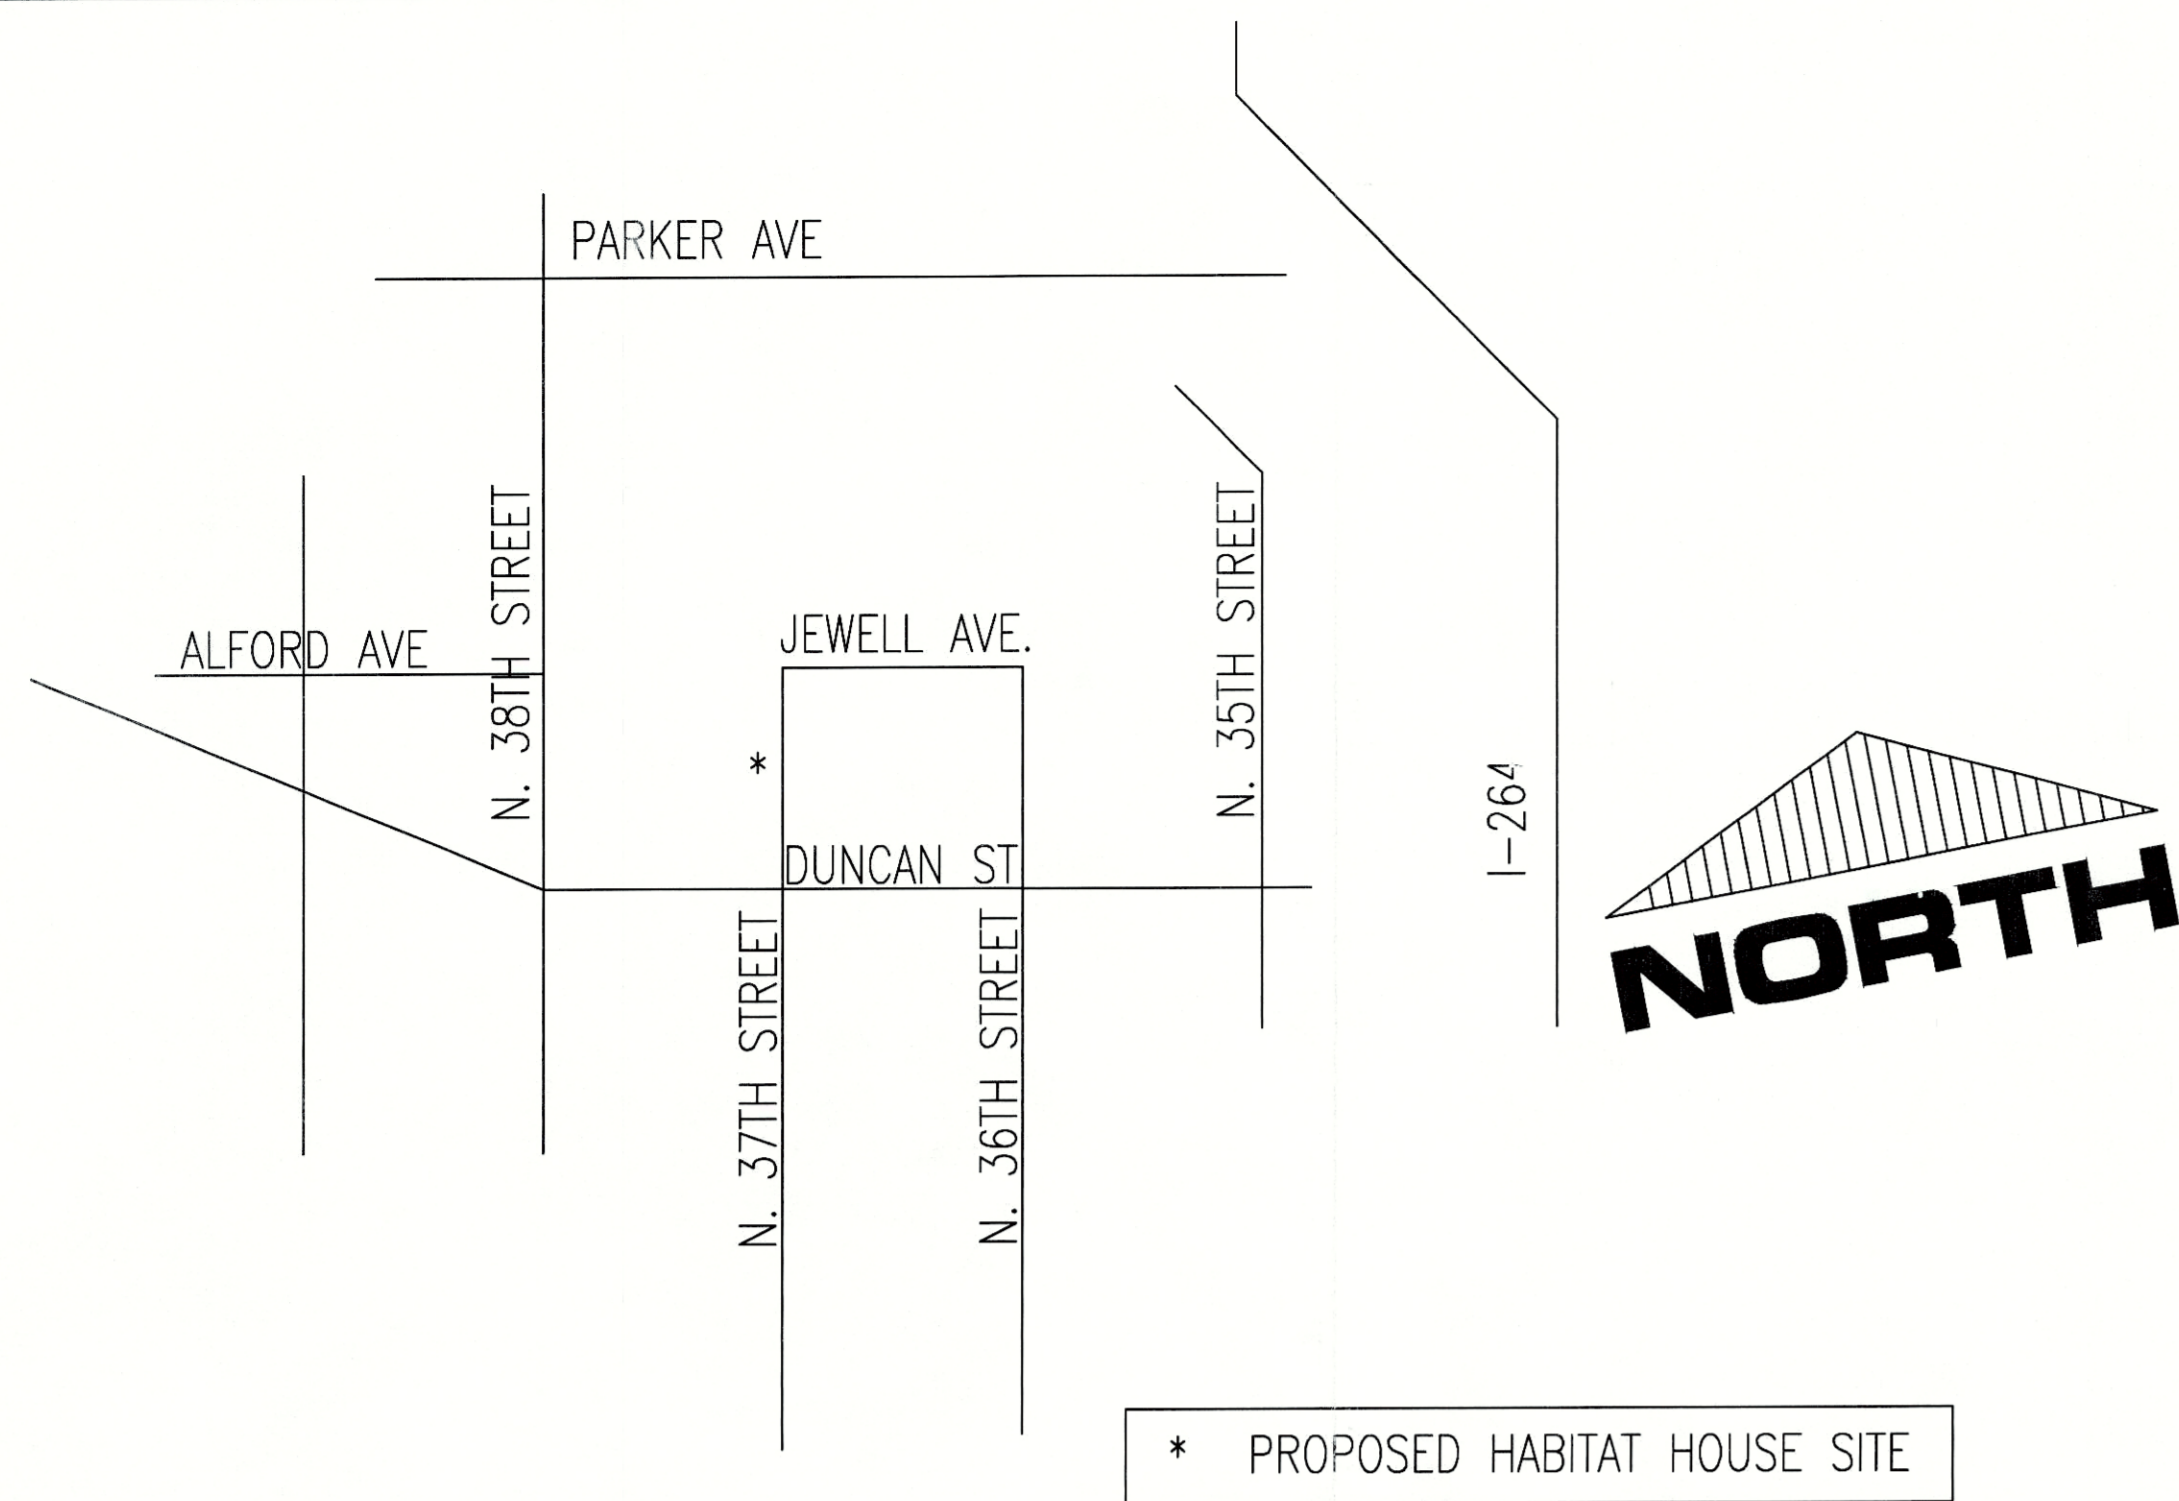 PARKER AVE
N. 38TH STREET
N. 35TH STREET
JEWELL AVE.
ALFORD AVE
*
I-264
DUNCAN ST
NORTH
N. 37TH STREET
N. 36TH STREET
* PROPOSED HABITAT HOUSE SITE